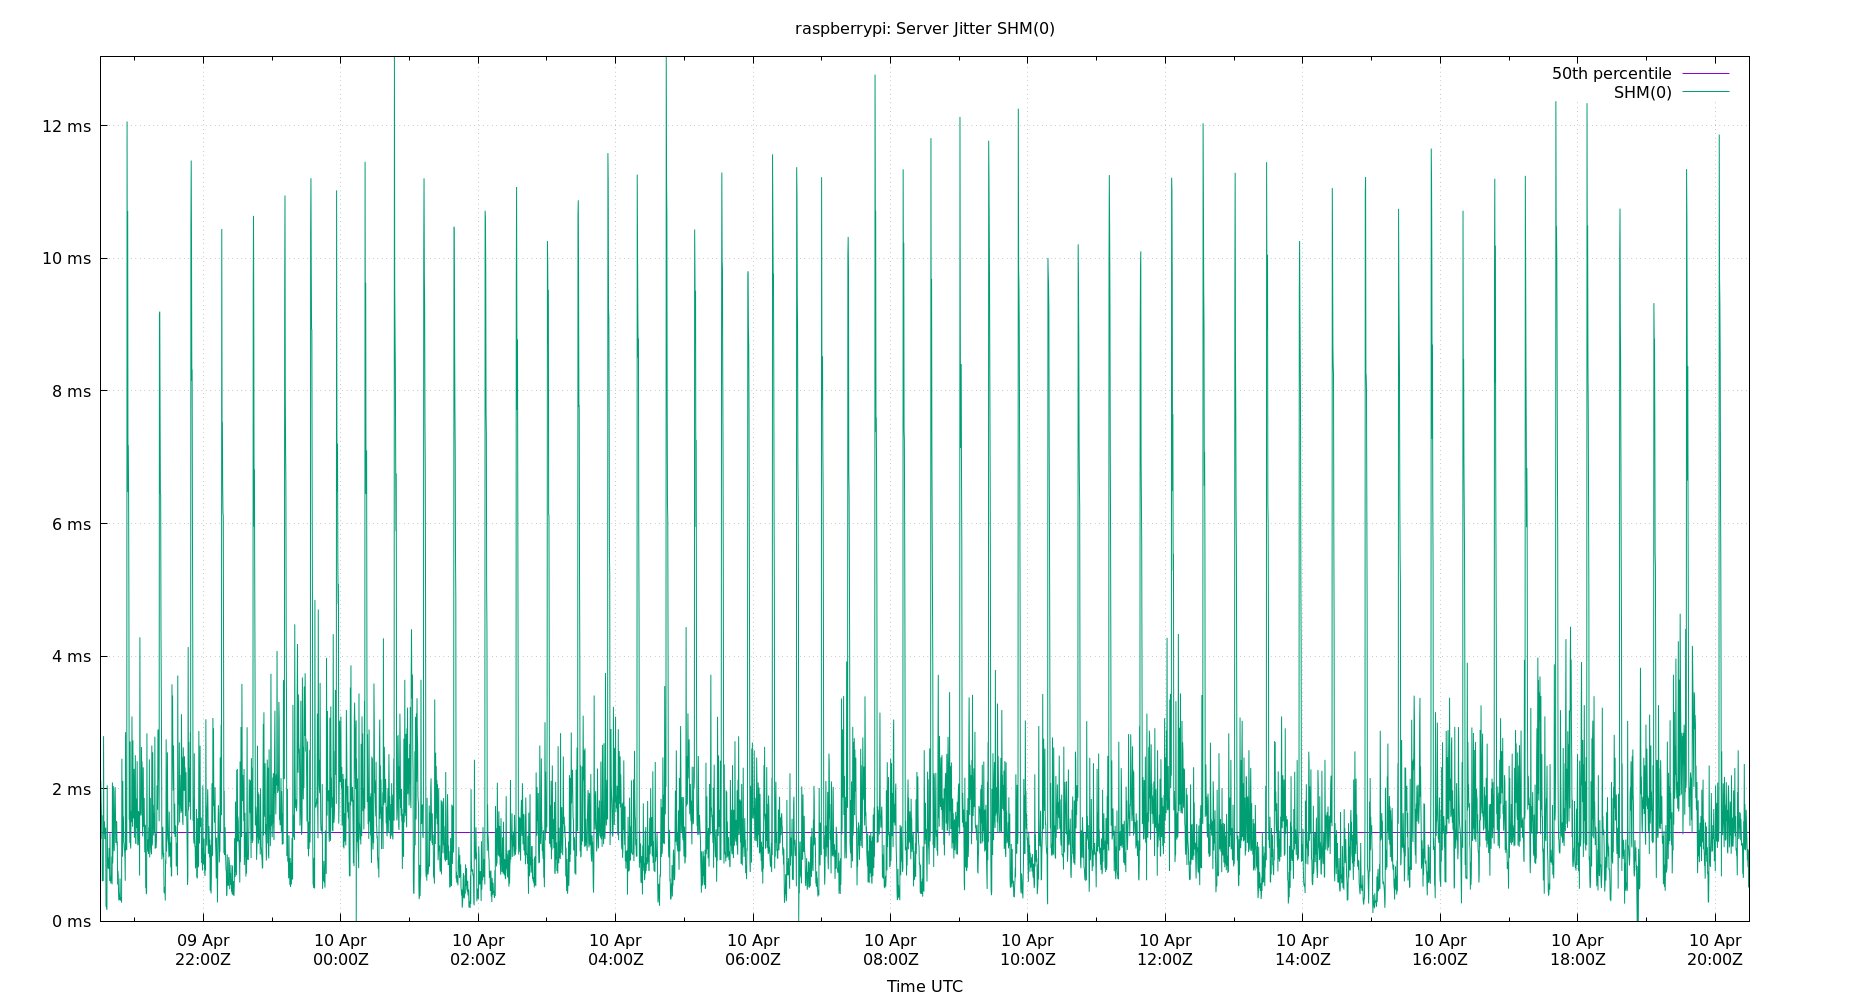 raspberrypi: Server Jitter SHM(0)
50th percentile
SHM(0)
12 ms
10 ms
8 ms
6 ms
4 ms
2 ms
0 ms
09 Apr 10 Apr 10 Apr 10 Apr 10 Apr 10 Apr 10 Apr 10 Apr 10 Apr 10 Apr 10 Apr 10 Apr
22:00Z 00:00Z 02:00Z 04:00Z 06:00Z 08:00Z 10:00Z 12:00Z 14:00Z 16:00Z 18:00Z 20:00Z
Time UTC